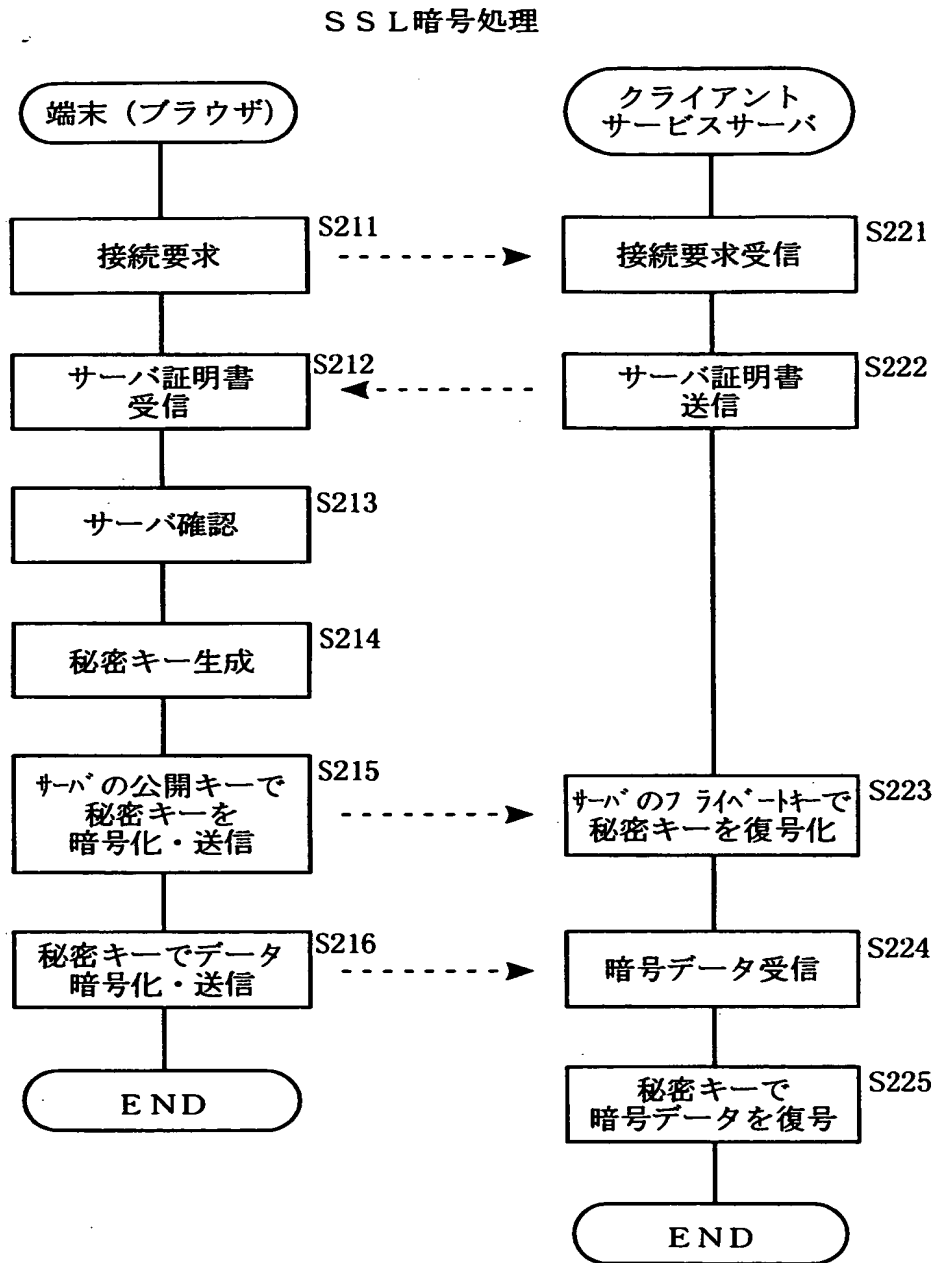 SSL暗号処理
端末(ブラウザ)
クライアント
サービスサーバ
接続要求
S211
接続要求受信
S221
サーバ証明書
受信
S212
サーバ証明書
送信
S222
サーバ確認
S213
秘密キー生成
S214
サーバの公開キーで
秘密キーを
暗号化・送信
S215
サーバのフ ライベートキーで
秘密キーを復号化
S223
秘密キーでデータ
暗号化・送信
S216
暗号データ受信
S224
END
秘密キーで
暗号データを復号
S225
END